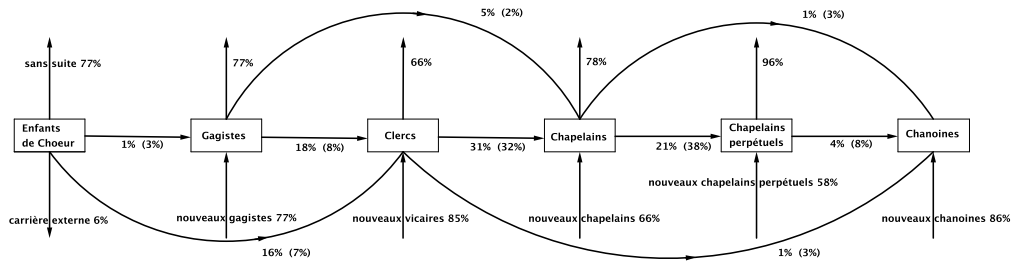 5% (2%)
1% (3%)
sans suite 77%
77%
66%
78%
96%
Enfants
de Choeur
Gagistes
Clercs
Chapelains
Chapelains
perpétuels
Chanoines
1% (3%)
18% (8%)
31% (32%)
21% (38%)
4% (8%)
nouveaux chapelains perpétuels 58%
carrière externe 6%
nouveaux gagistes 77%
nouveaux vicaires 85%
nouveaux chapelains 66%
nouveaux chanoines 86%
16% (7%)
1% (3%)